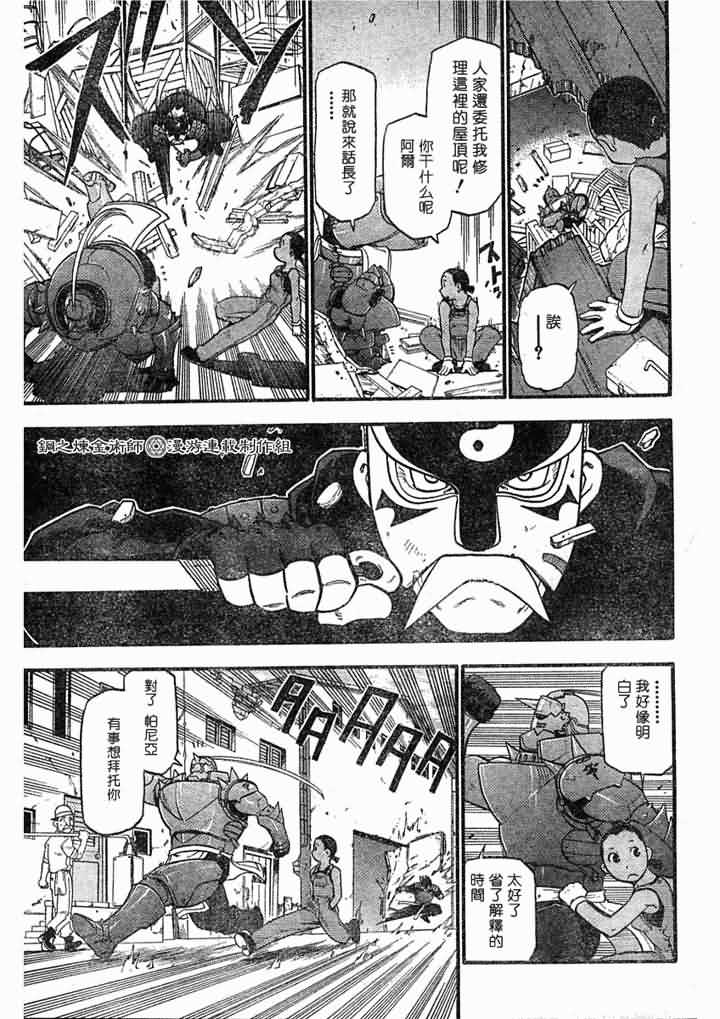 誒
……？
人家還委托我修
理這裡的屋頂呢！
你干什么呢
阿爾
那就說來話長了
……
鋼之煉金術師 漫游連載制作組
………
我好像明
白了
太好了
省了解釋的
時間
對了 帕尼亞
有事想拜托你